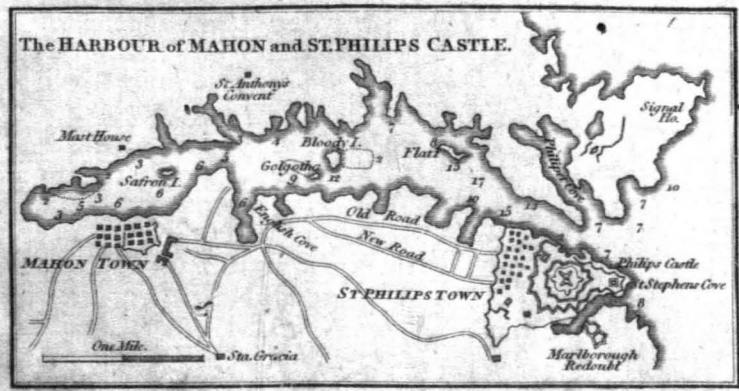 The HARBOUR of MAHON and ST. PHILIPS CASTLE.
St. Anthony's
Convent
Signal
Ho.
Mast House
Bloody I.
Philipet Cove
Flat I
Golgotha
Safron I.
English Cove
Old Road
New Road
MAHON TOWN
Philips Castle
St Stephens Cove
ST PHILIPS TOWN
One Mile.
Sta. Gracia
Marlborough
Redoubt